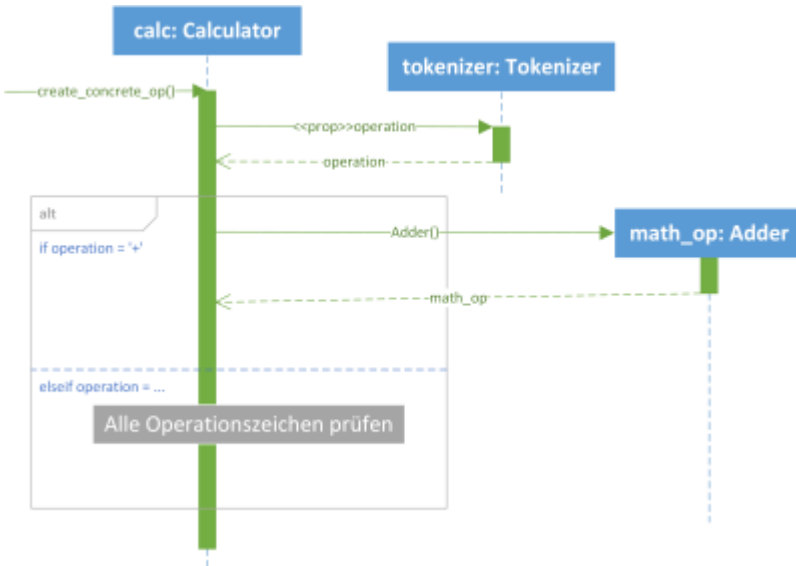 calc: Calculator
tokenizer: Tokenizer
create_concrete_op()
<<prop>>operation
operation
alt
Adder()
math_op: Adder
if operation = '+'
math_op
elseif operation = ...
Alle Operationszeichen prüfen